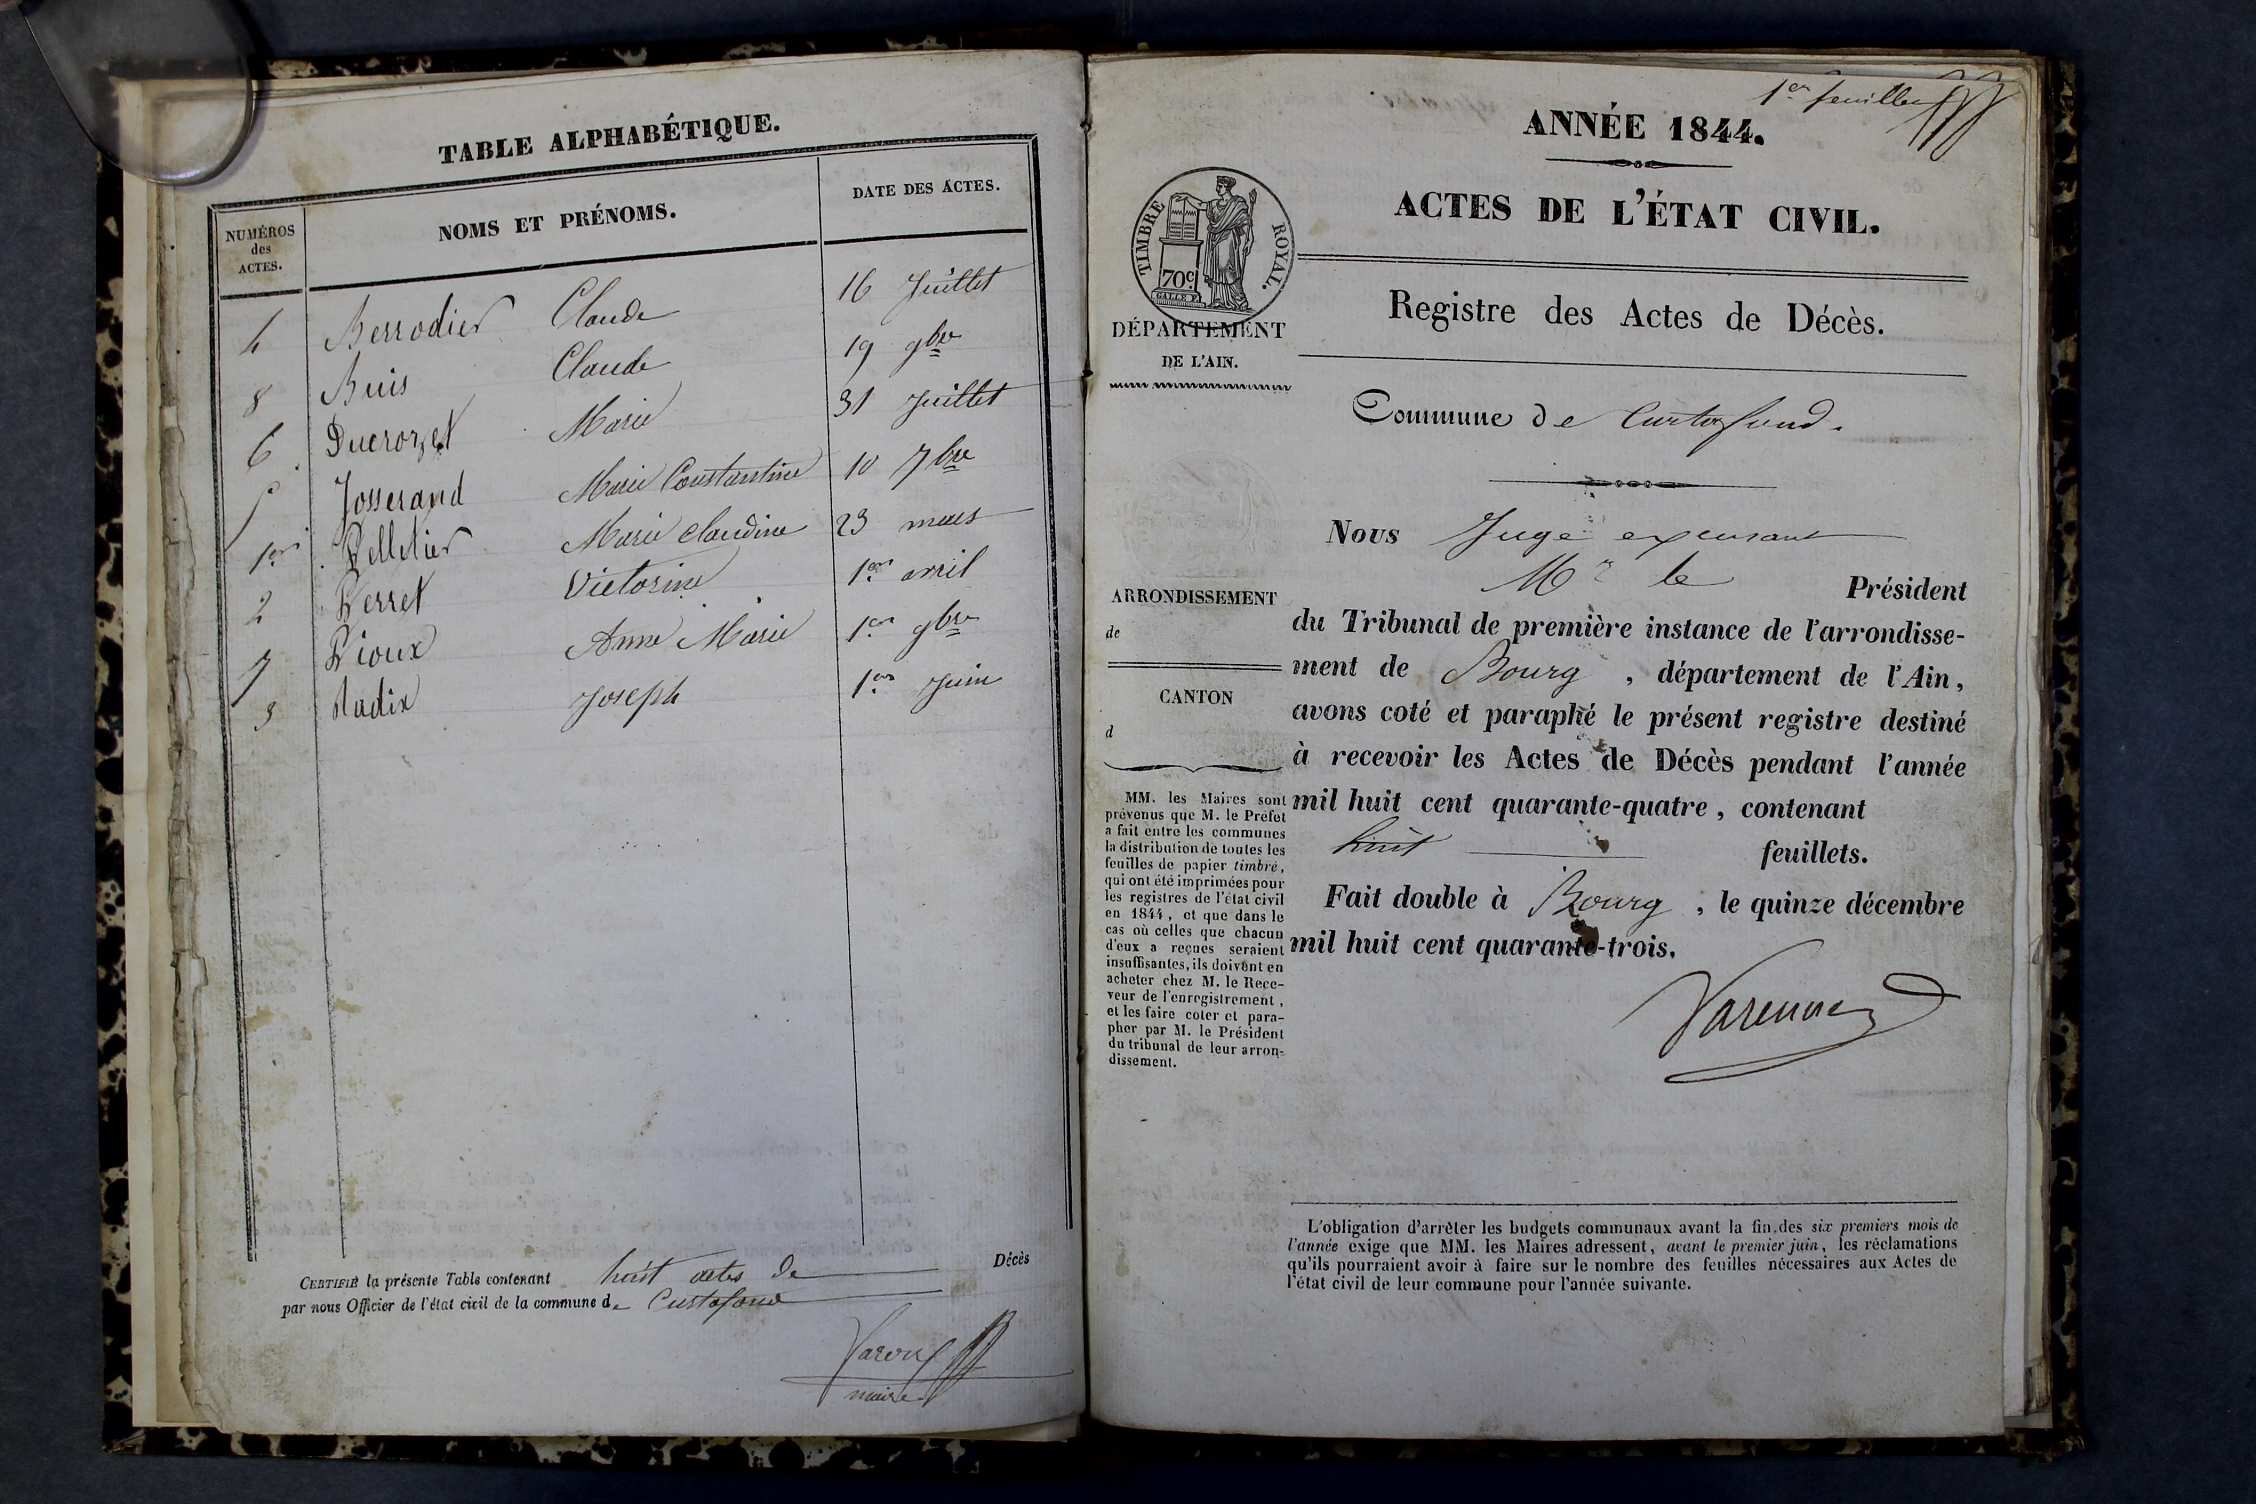 TABLE ALPHABÉTIQUE.
NUMÉROS
des
ACTES.
NOMS ET PRÉNOMS.
DATE DES ACTES.
4 Berrodier Claude 16 Juillet
8 Buis Claude 19 9bre
6 Ducrozet Marie 31 Juillet
5 Josserand Marie Constantine 10 7bre
1er Pelletier Marie Claudine 23 mars
2 Perret Victorine 1er avril
7 Pioux Anne Marie 1er 9bre
3 Radix Joseph 1er Juin
CERTIFIÉ la présente Table contenant huit actes de Décès
par nous Officier de l'état civil de la commune de Curtafond
maire
1er feuillet
ANNÉE 1844.
ACTES DE L'ÉTAT CIVIL.
TIMBRE ROYAL.
70c
DÉPARTEMENT
DE L'AIN.
Registre des Actes de Décès.
Commune de Curtafond.
ARRONDISSEMENT
de
CANTON
d
MM. les Maires sont
prévenus que M. le Préfet
a fait entre les communes
la distribution de toutes les
feuilles de papier timbré,
qui ont été imprimées pour
les registres de l'état civil
en 1844, et que dans le
cas où celles que chacun
d'eux a reçues seraient
insuffisantes, ils doivent en
acheter chez M. le Rece-
veur de l'enregistrement,
et les faire coter et para-
pher par M. le Président
du tribunal de leur arron-
dissement.
Nous Juge excusant
Mr le Président
du Tribunal de première instance de l'arrondisse-
ment de Bourg, département de l'Ain,
avons coté et paraphé le présent registre destiné
à recevoir les Actes de Décès pendant l'année
mil huit cent quarante-quatre, contenant
huit feuillets.
Fait double à Bourg, le quinze décembre
mil huit cent quarante-trois.
L'obligation d'arrêter les budgets communaux avant la fin des six premiers mois de
l'année exige que MM. les Maires adressent, avant le premier juin, les réclamations
qu'ils pourraient avoir à faire sur le nombre des feuilles nécessaires aux Actes de
l'état civil de leur commune pour l'année suivante.